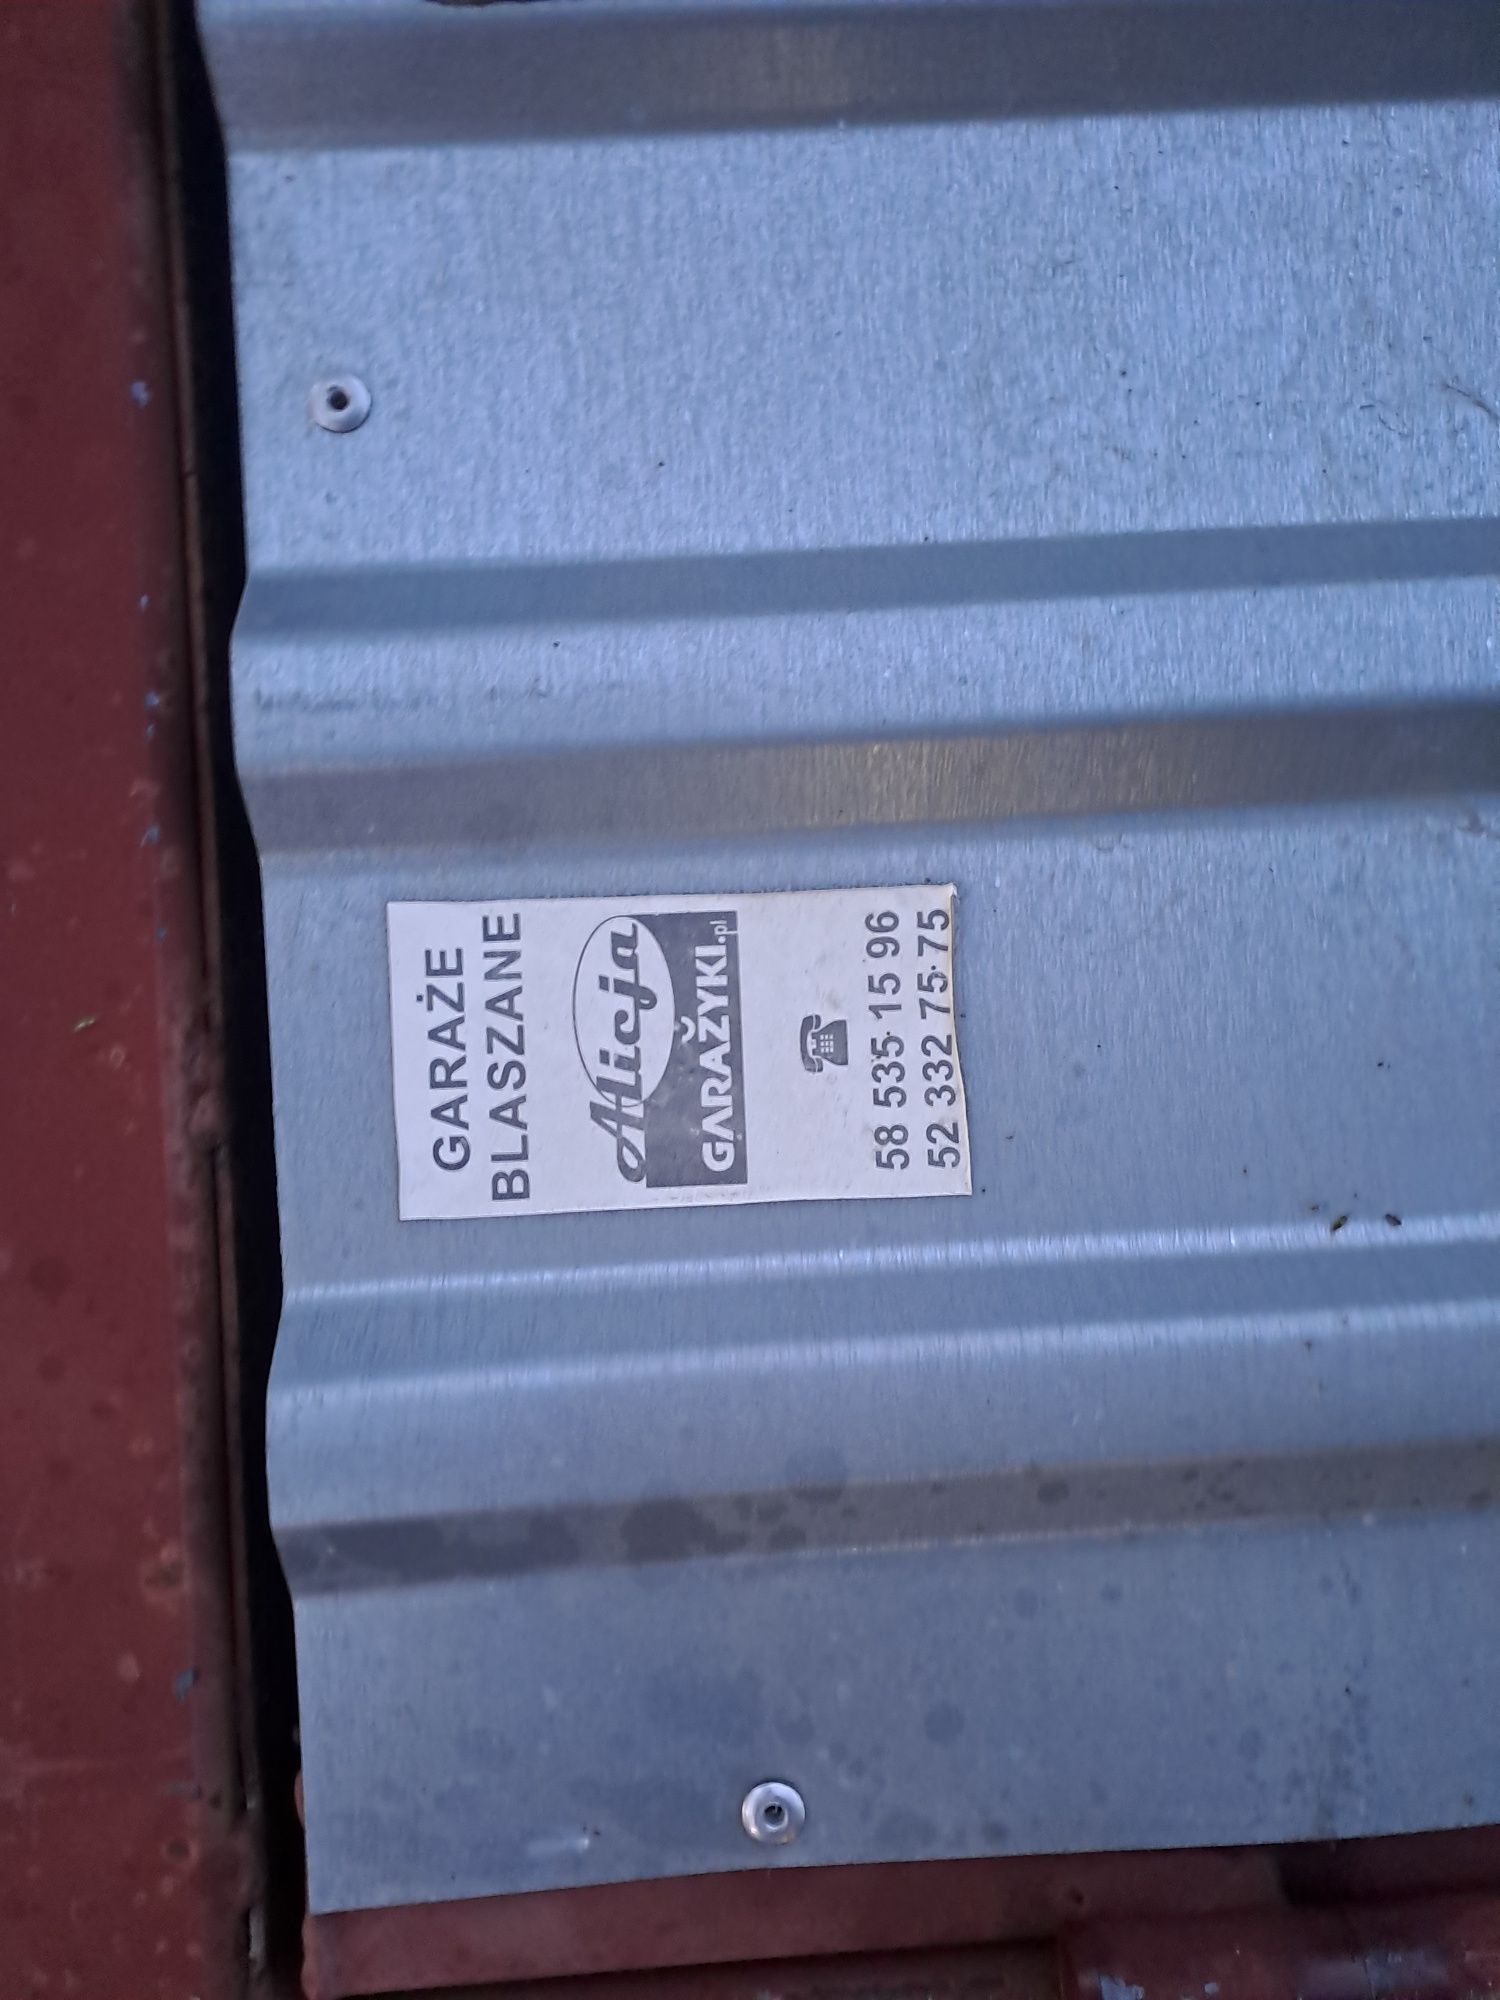 GARAŻE
BLASZANE
Alicja
GARAŻYKI.pl
58 535 15 96
52 332 75 75